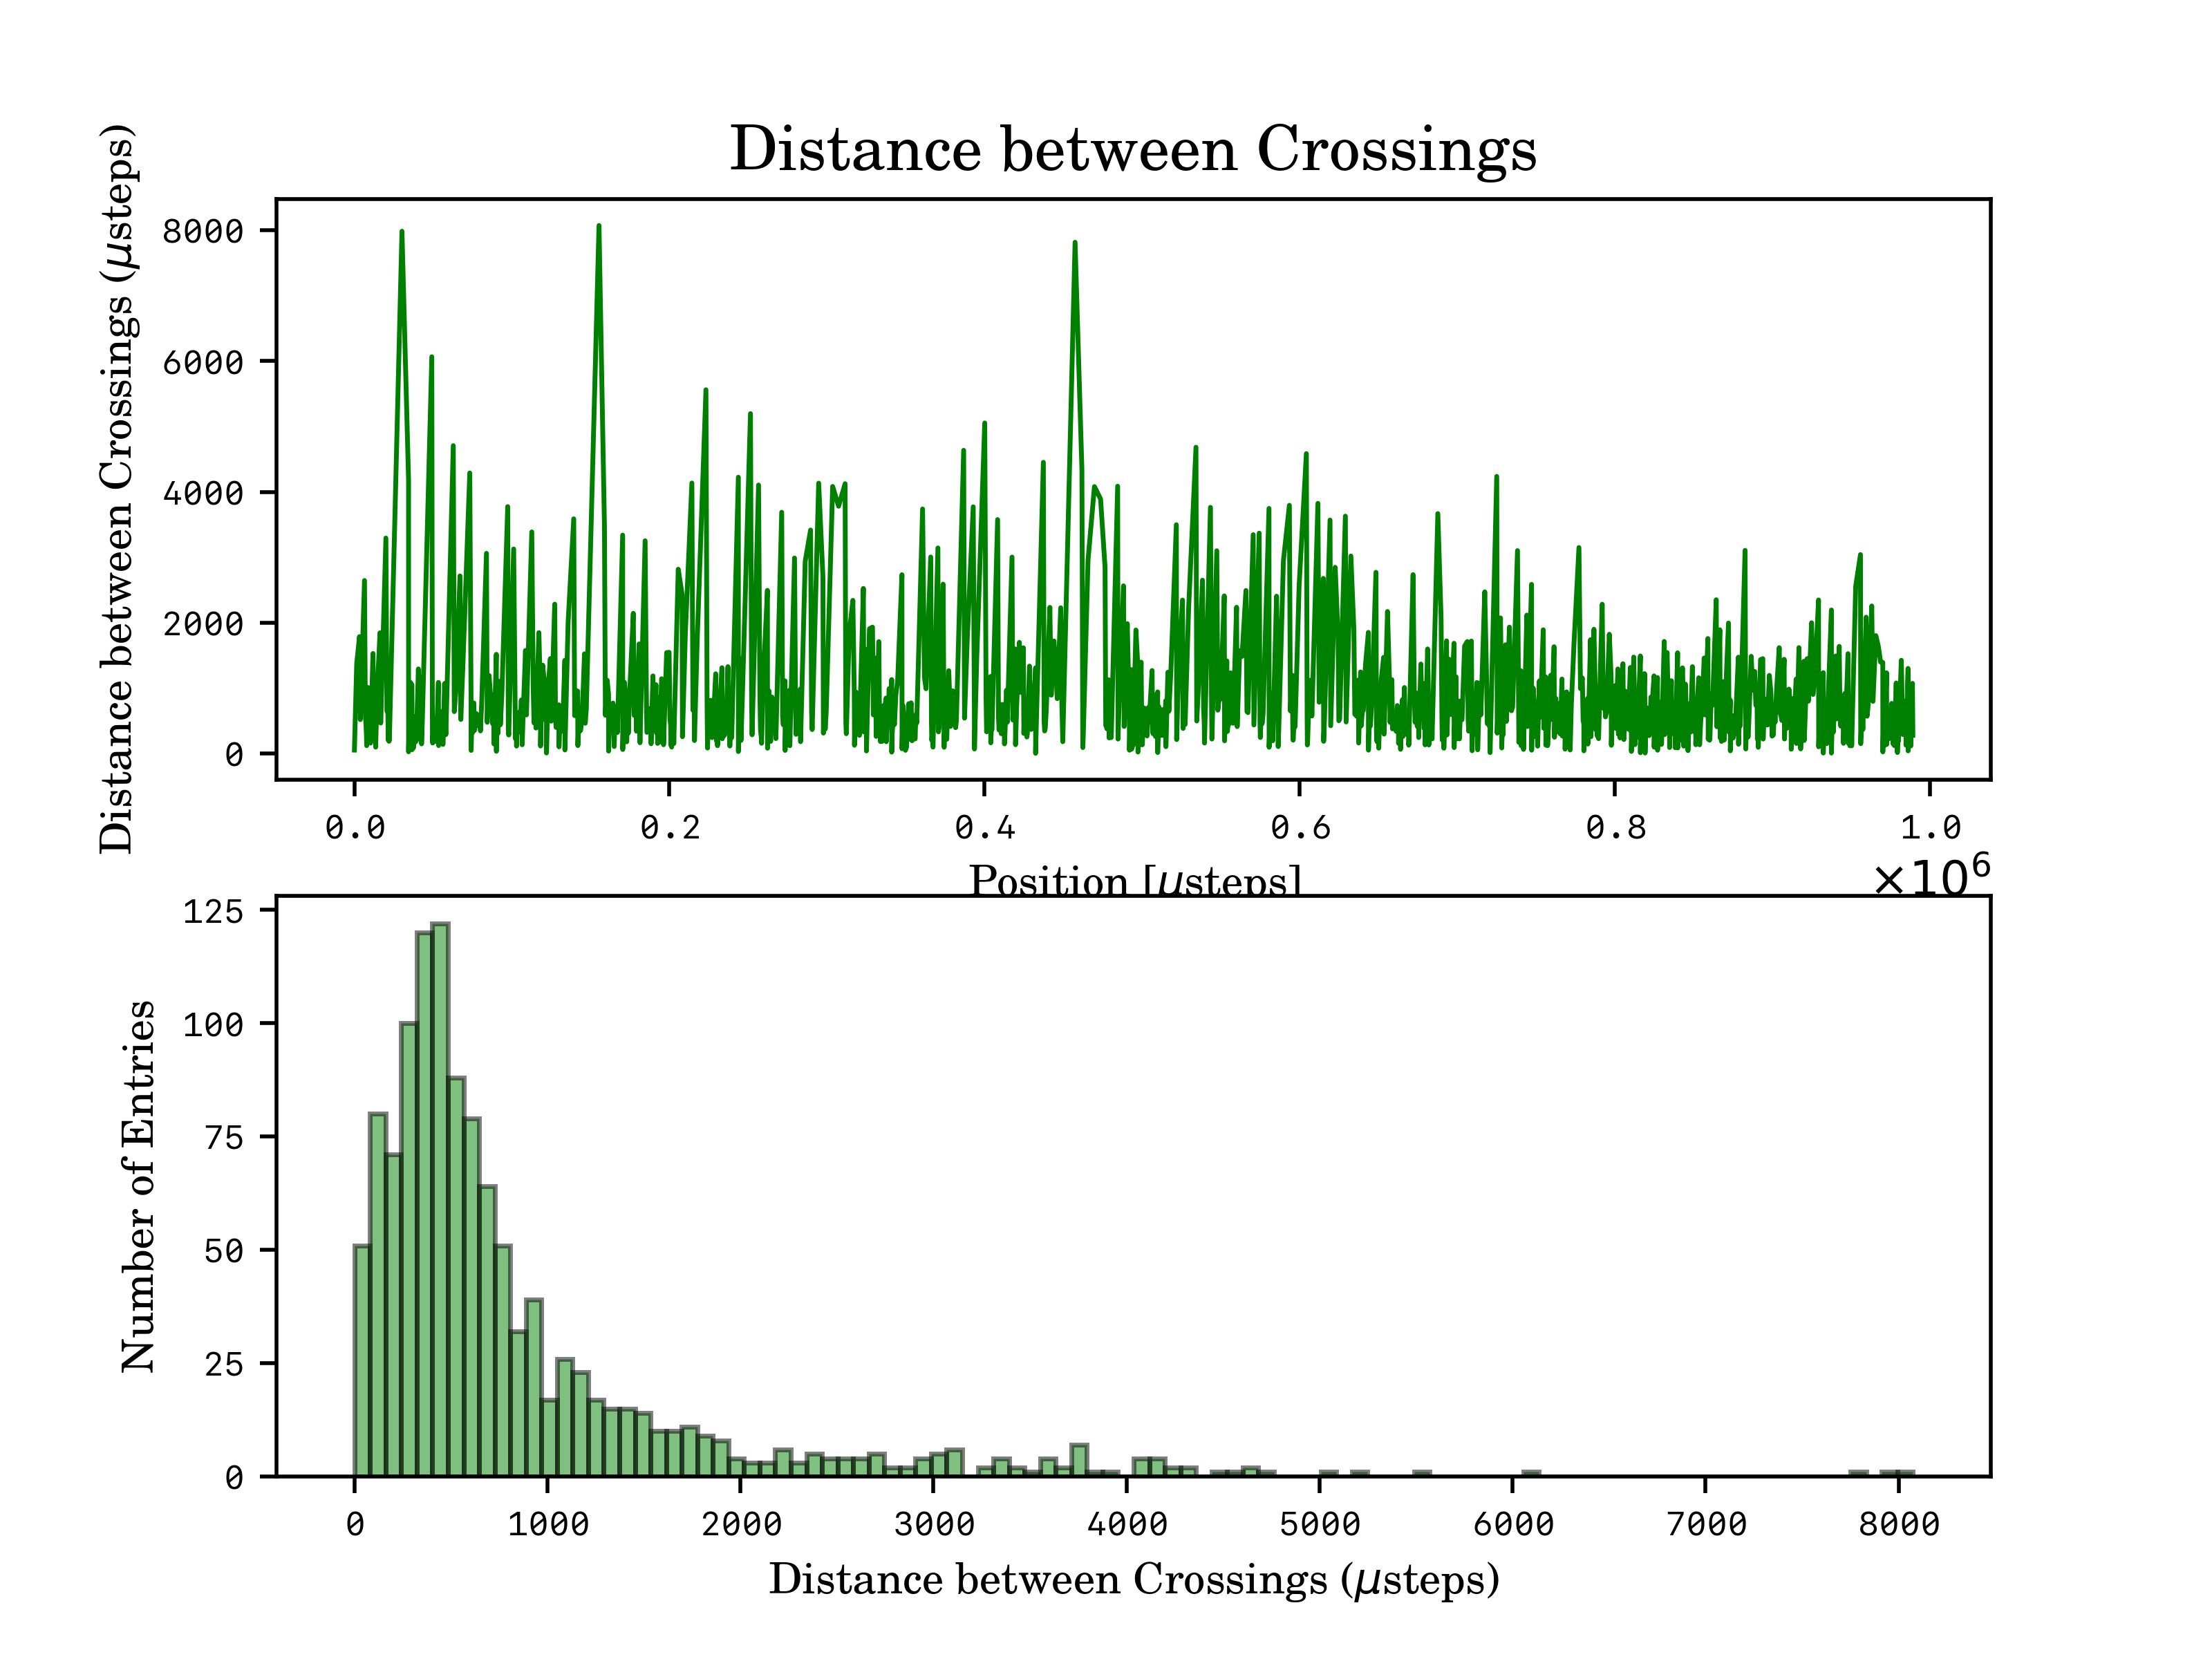 Distance between Crossings
Distance between Crossings (μsteps)
8000
6000
4000
2000
0
0.0 0.2 0.4 0.6 0.8 1.0
Position [μsteps]
×10⁶
Number of Entries
125
100
75
50
25
0
0 1000 2000 3000 4000 5000 6000 7000 8000
Distance between Crossings (μsteps)